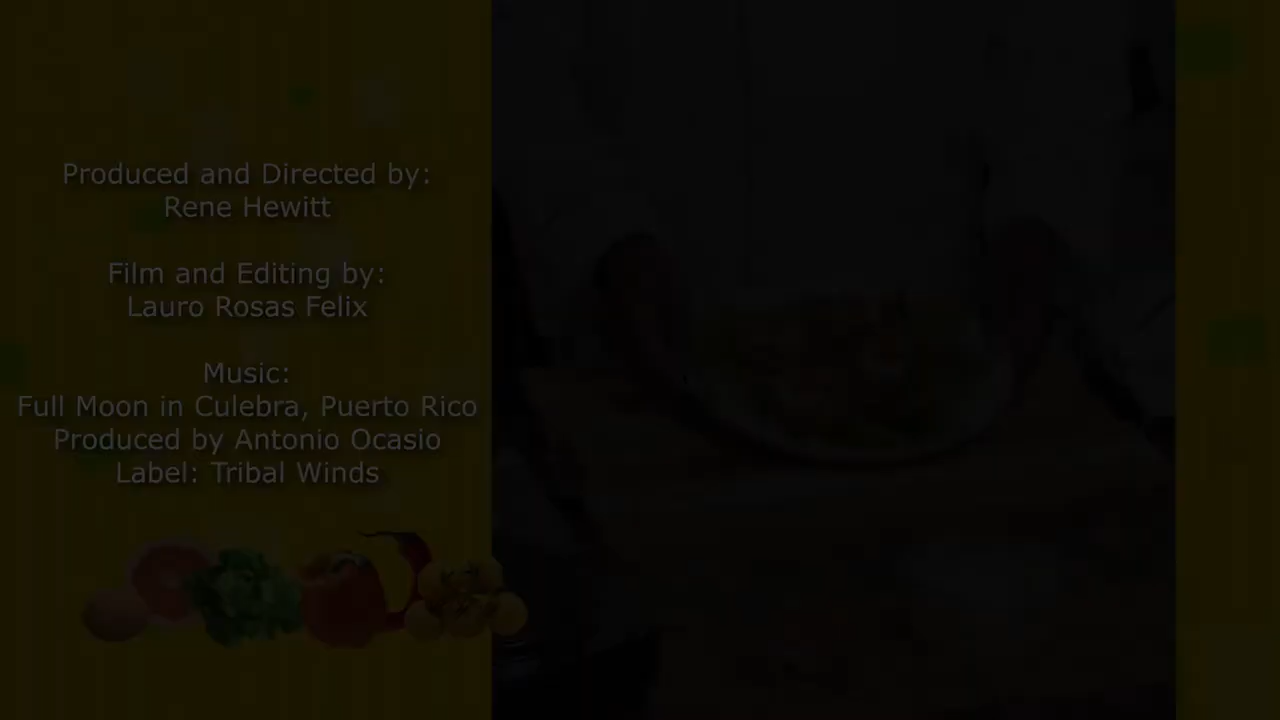 Produced and Directed by:
Rene Hewitt
Film and Editing by:
Lauro Rosas Felix
Music:
Full Moon in Culebra, Puerto Rico
Produced by Antonio Ocasio
Label: Tribal Winds